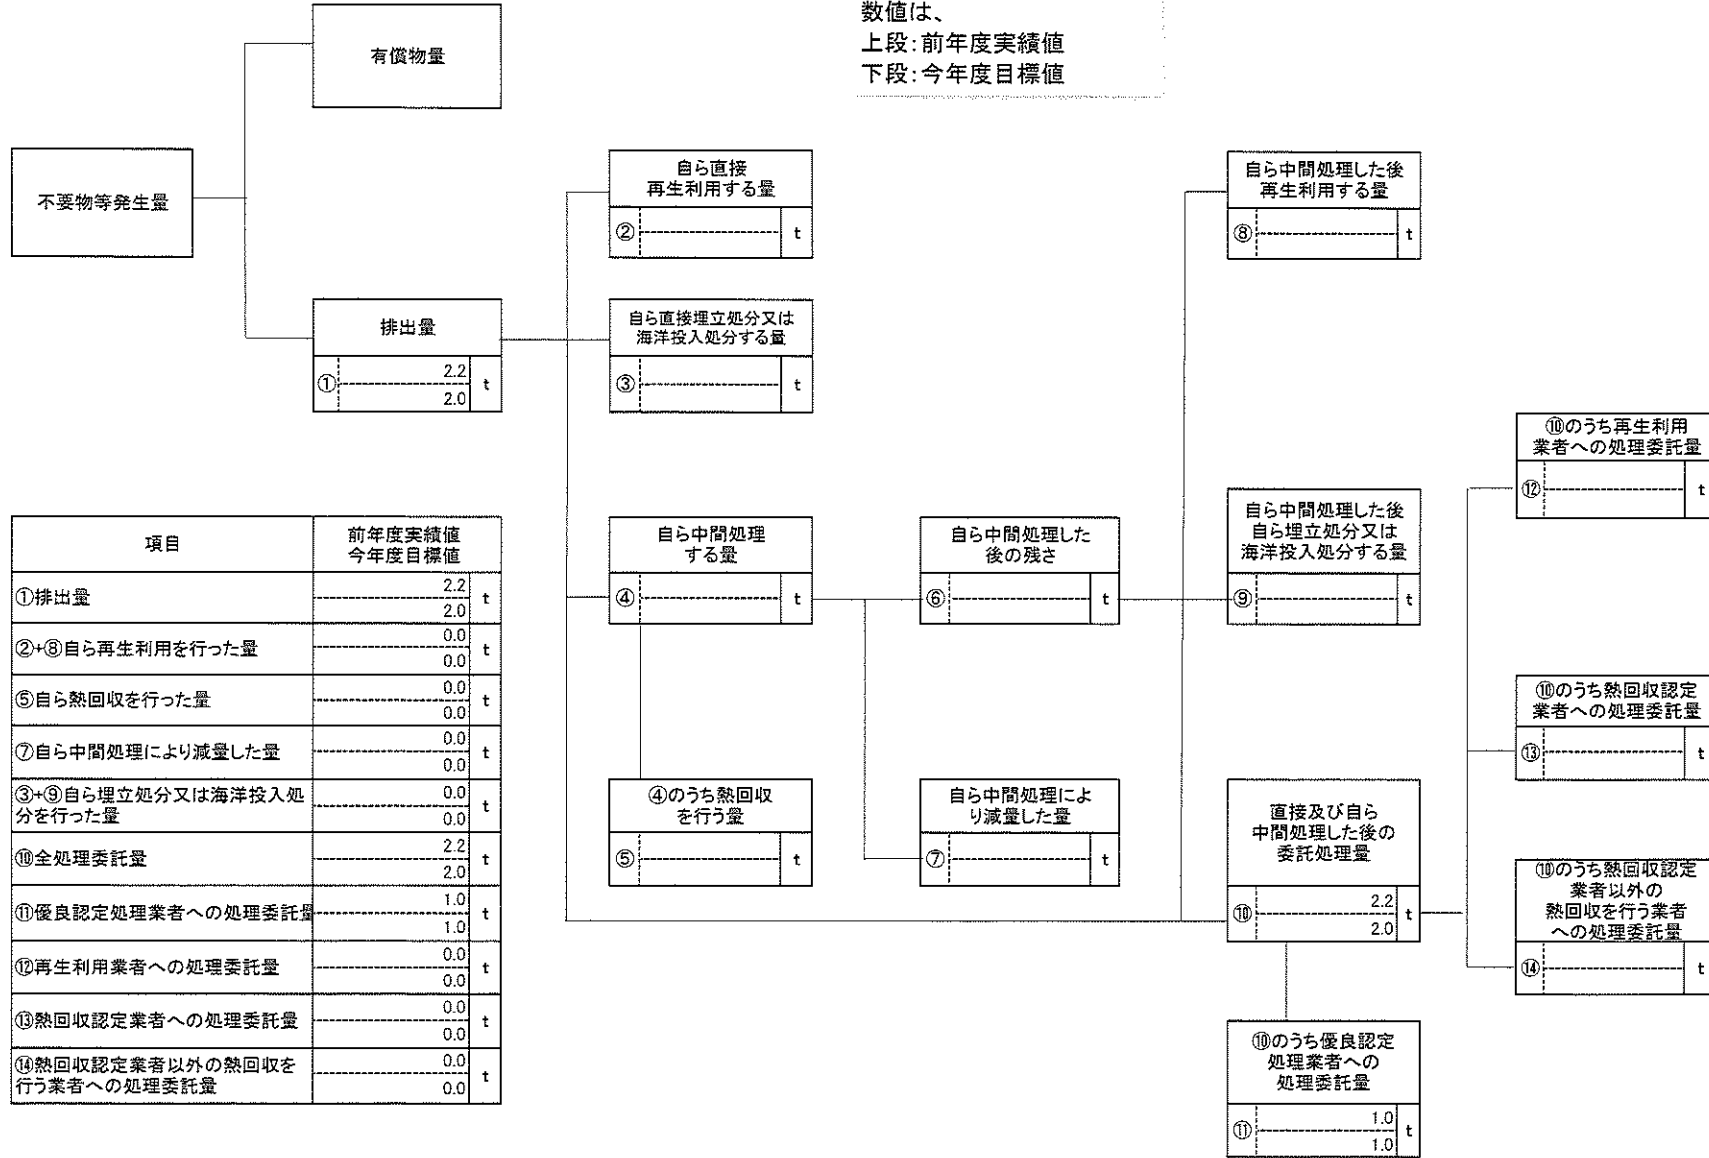 数値は、
上段：前年度実績値
下段：今年度目標値
有償物量
不要物等発生量
排出量
①
2.2
2.0
t
自ら直接
再生利用する量
②
t
自ら直接埋立処分又は
海洋投入処分する量
③
t
自ら中間処理
する量
④
t
④のうち熱回収
を行う量
⑤
t
自ら中間処理した
後の残さ
⑥
t
自ら中間処理によ
り減量した量
⑦
t
自ら中間処理した後
再生利用する量
⑧
t
自ら中間処理した後
自ら埋立処分又は
海洋投入処分する量
⑨
t
直接及び自ら
中間処理した後の
委託処理量
⑩
2.2
2.0
t
⑩のうち優良認定
処理業者への
処理委託量
⑪
1.0
1.0
t
⑩のうち再生利用
業者への処理委託量
⑫
t
⑩のうち熱回収認定
業者への処理委託量
⑬
t
⑩のうち熱回収認定
業者以外の
熱回収を行う業者
への処理委託量
⑭
t
項目
前年度実績値
今年度目標値
①排出量
2.2
2.0
t
②+⑧自ら再生利用を行った量
0.0
0.0
t
⑤自ら熱回収を行った量
0.0
0.0
t
⑦自ら中間処理により減量した量
0.0
0.0
t
③+⑨自ら埋立処分又は海洋投入処
分を行った量
0.0
0.0
t
⑩全処理委託量
2.2
2.0
t
⑪優良認定処理業者への処理委託量
1.0
1.0
t
⑫再生利用業者への処理委託量
0.0
0.0
t
⑬熱回収認定業者への処理委託量
0.0
0.0
t
⑭熱回収認定業者以外の熱回収を
行う業者への処理委託量
0.0
0.0
t